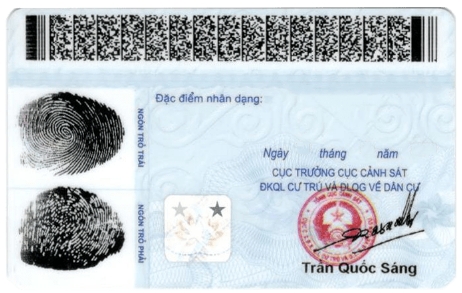 Đặc điểm nhân dạng:
NGÓN TRỎ TRÁI
Ngày tháng năm
CỤC TRƯỞNG CỤC CẢNH SÁT
ĐKQL CƯ TRÚ VÀ DLQG VỀ DÂN CƯ
NGÓN TRỎ PHẢI
Trần Quốc Sáng